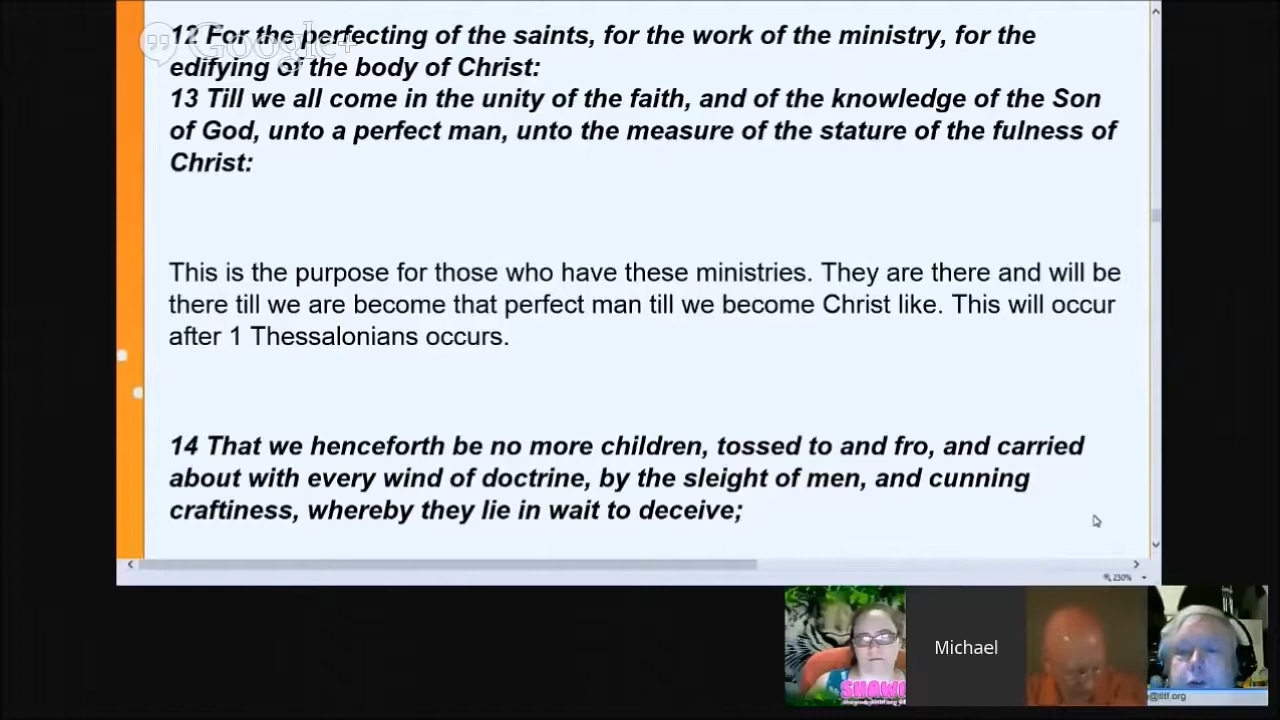 Google+
12 For the perfecting of the saints, for the work of the ministry, for the
edifying of the body of Christ:
13 Till we all come in the unity of the faith, and of the knowledge of the Son
of God, unto a perfect man, unto the measure of the stature of the fulness of
Christ:
This is the purpose for those who have these ministries. They are there and will be
there till we are become that perfect man till we become Christ like. This will occur
after 1 Thessalonians occurs.
14 That we henceforth be no more children, tossed to and fro, and carried
about with every wind of doctrine, by the sleight of men, and cunning
craftiness, whereby they lie in wait to deceive;
250%
Michael
SHAW